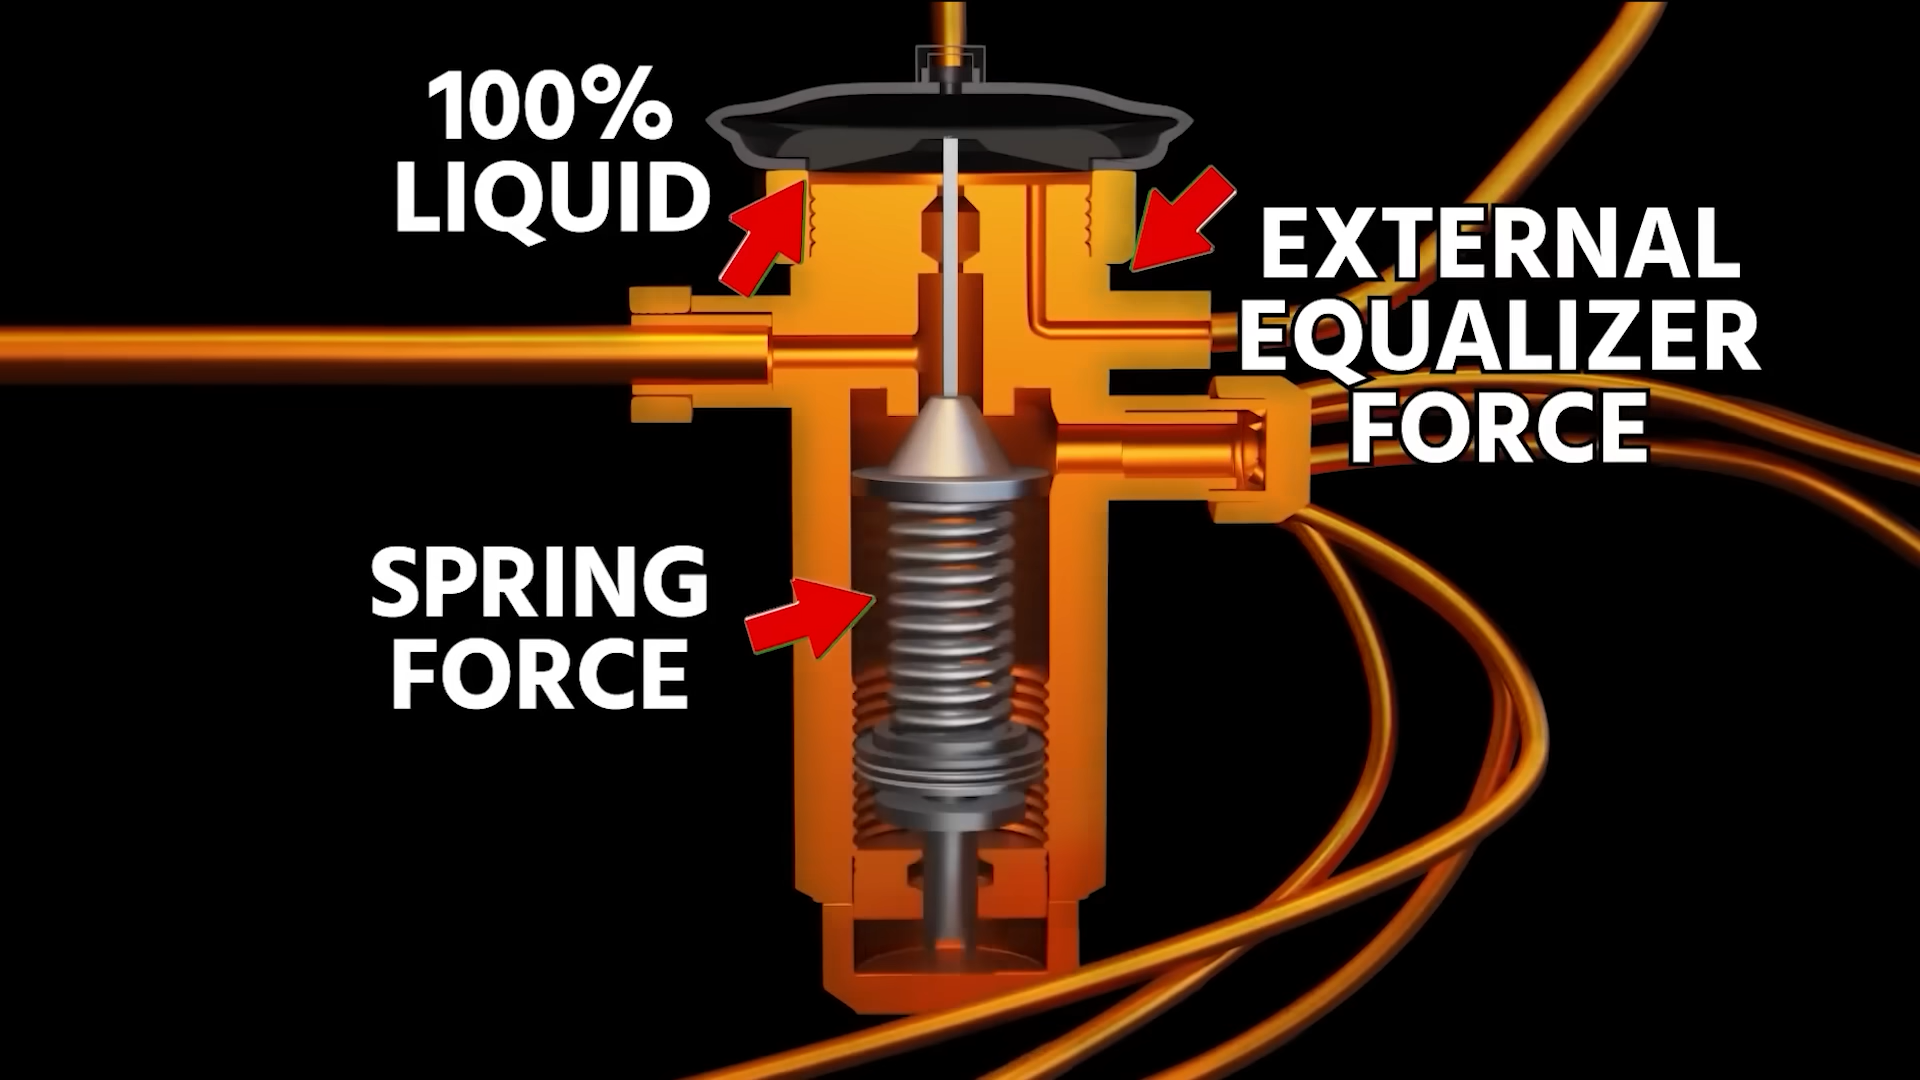 100%
LIQUID
EXTERNAL
EQUALIZER
FORCE
SPRING
FORCE